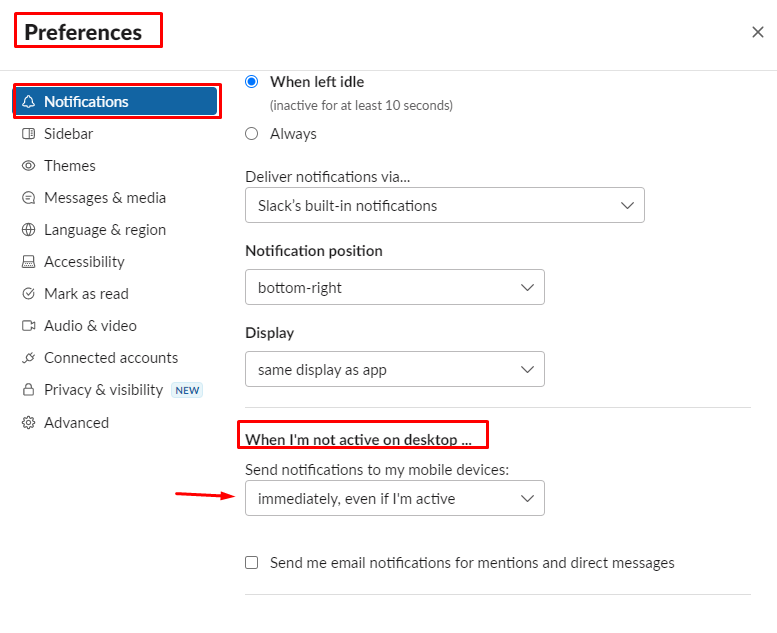 Preferences
When left idle
Notifications
(inactive for at least 10 seconds)
Sidebar
Always
Themes
Deliver notifications via...
Messages & media
Slack's built-in notifications
Language & region
Notification position
Accessibility
bottom-right
Mark as read
Audio & video
Display
Connected accounts
same display as app
Privacy & visibility NEW
Advanced
When I'm not active on desktop ...
Send notifications to my mobile devices:
immediately, even if I'm active
Send me email notifications for mentions and direct messages